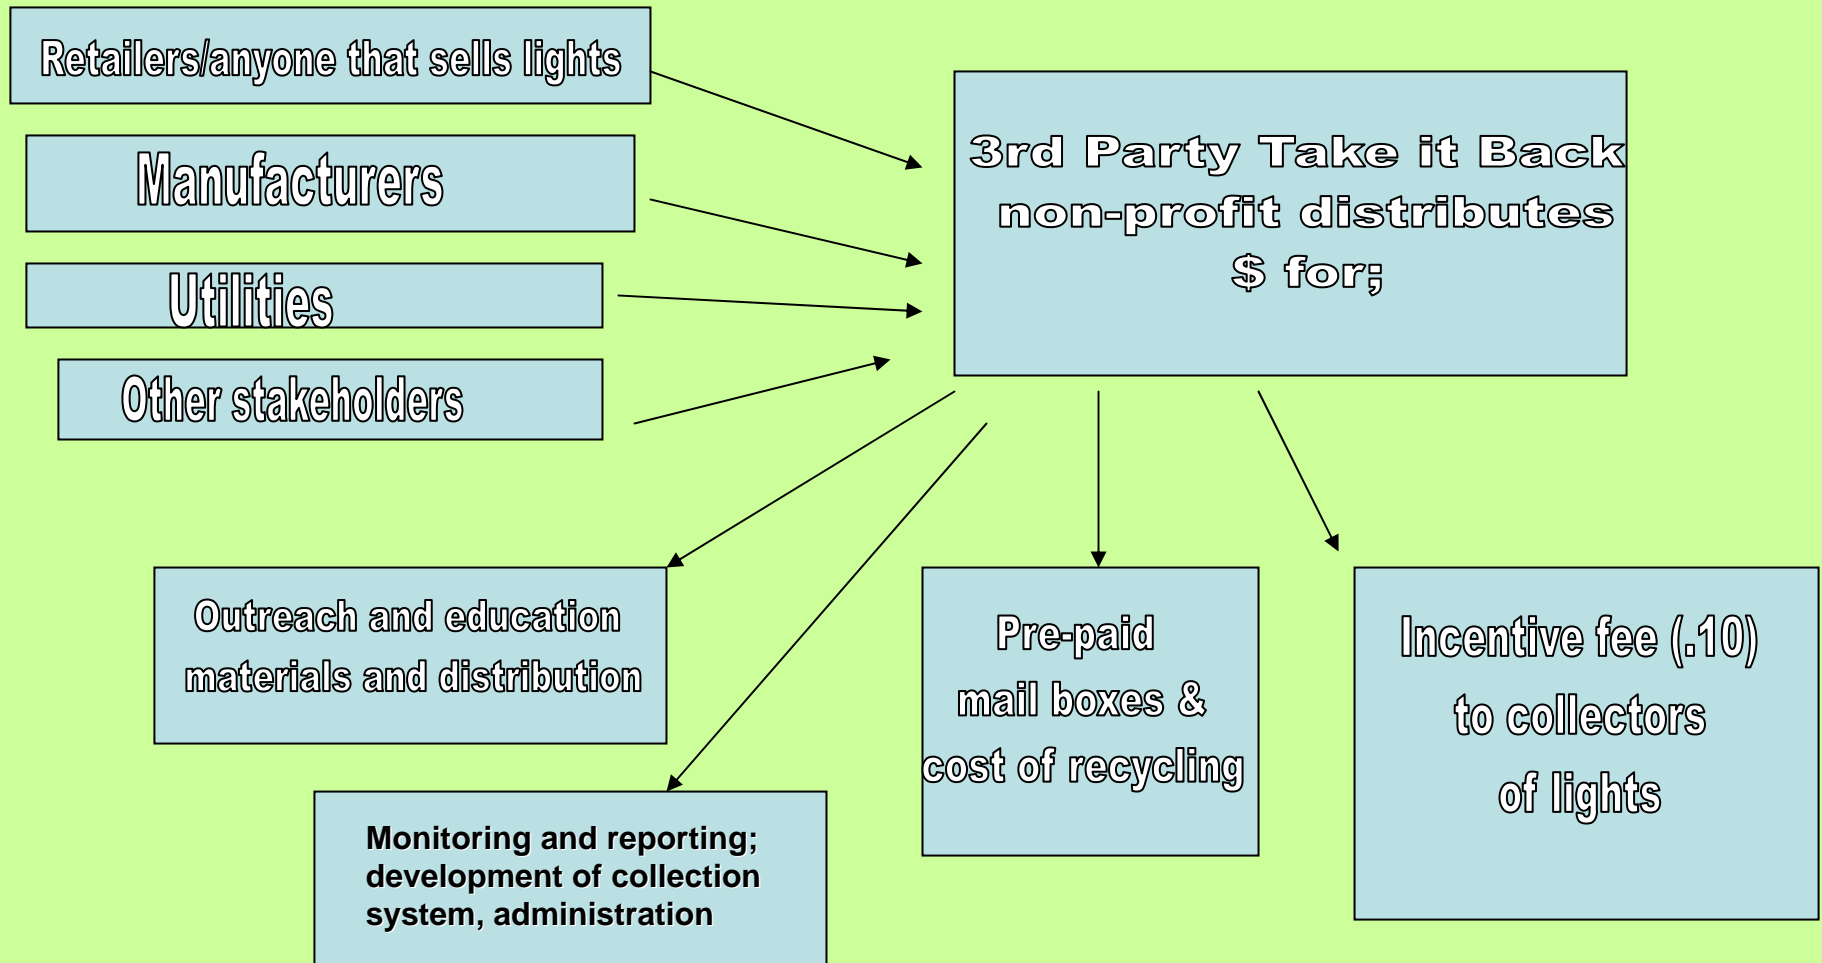 Retailers/anyone that sells lights
Manufacturers
Utilities
Other stakeholders
3rd Party Take it Back
non-profit distributes
$ for;
Outreach and education
materials and distribution
Monitoring and reporting;
development of collection
system, administration
Pre-paid
mail boxes &
cost of recycling
Incentive fee (.10)
to collectors
of lights